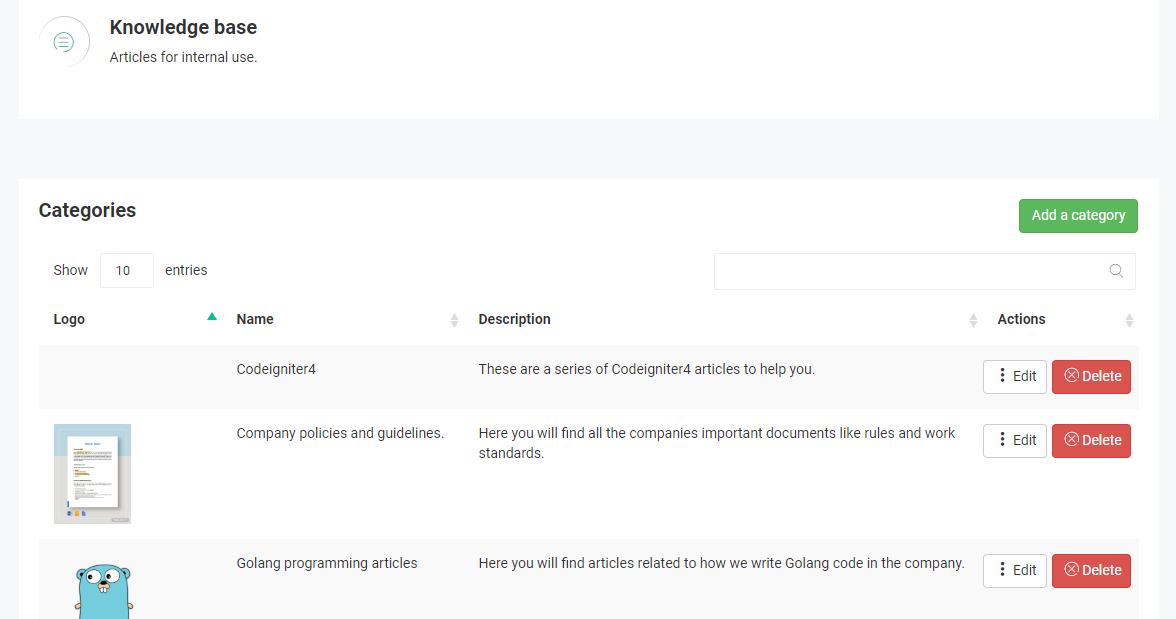 Knowledge base
Articles for internal use.
Categories
Add a category
Show 10 entries
Logo Name Description Actions
Codeigniter4 These are a series of Codeigniter4 articles to help you. Edit Delete
Company policies and guidelines. Here you will find all the companies important documents like rules and work Edit Delete
standards.
Golang programming articles Here you will find articles related to how we write Golang code in the company. Edit Delete